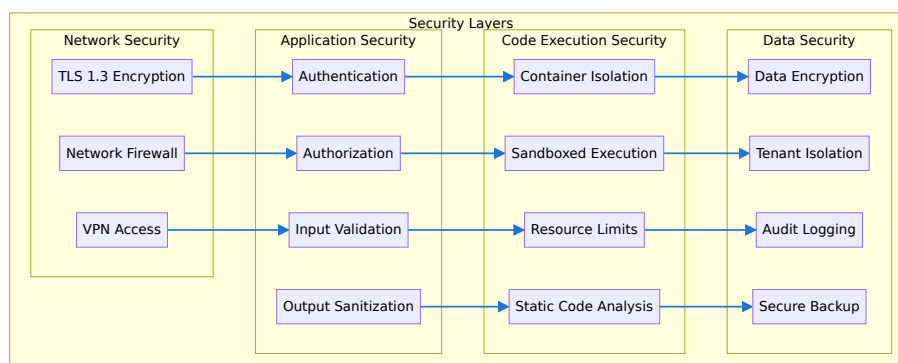 Security Layers
Network Security
TLS 1.3 Encryption
Network Firewall
VPN Access
Application Security
Authentication
Authorization
Input Validation
Output Sanitization
Code Execution Security
Container Isolation
Sandboxed Execution
Resource Limits
Static Code Analysis
Data Security
Data Encryption
Tenant Isolation
Audit Logging
Secure Backup